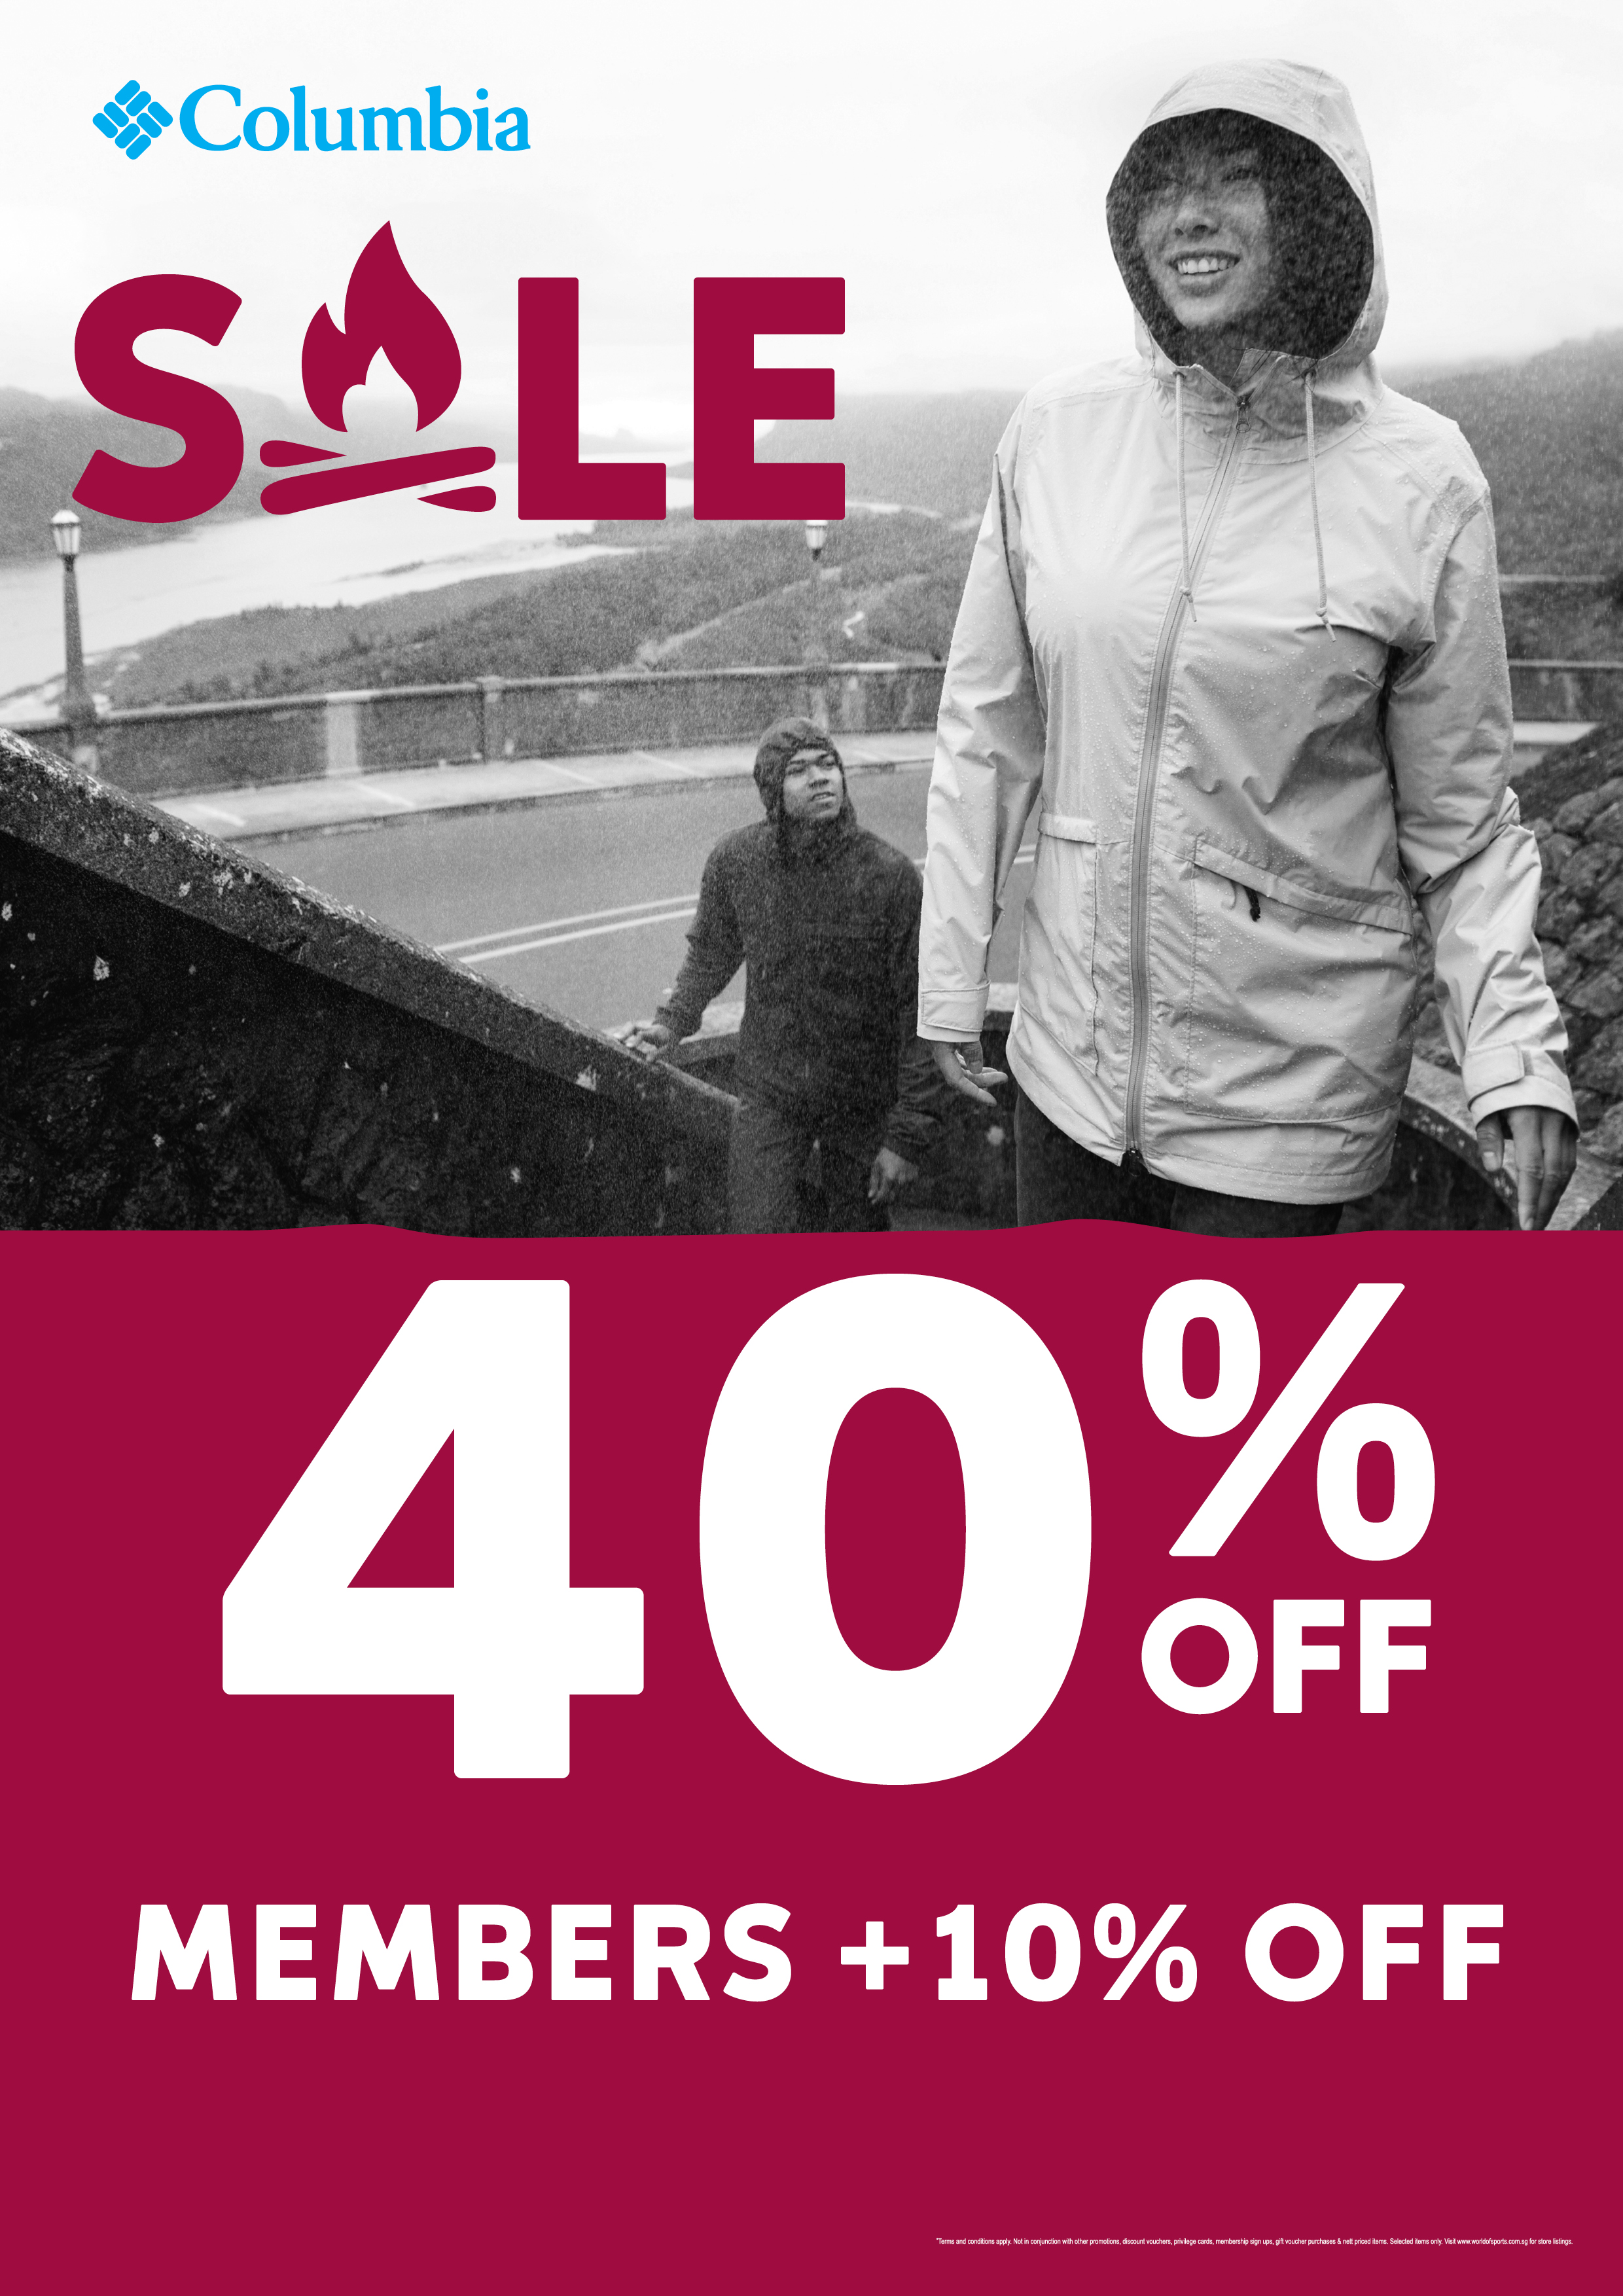 Columbia
SALE
40%
OFF
MEMBERS +10% OFF
*Terms and conditions apply. Not in conjunction with other promotions, discount vouchers, privilege cards, membership sign ups, gift voucher purchases & nett priced items. Selected items only. Visit www.worldofsports.com.sg for store listings.